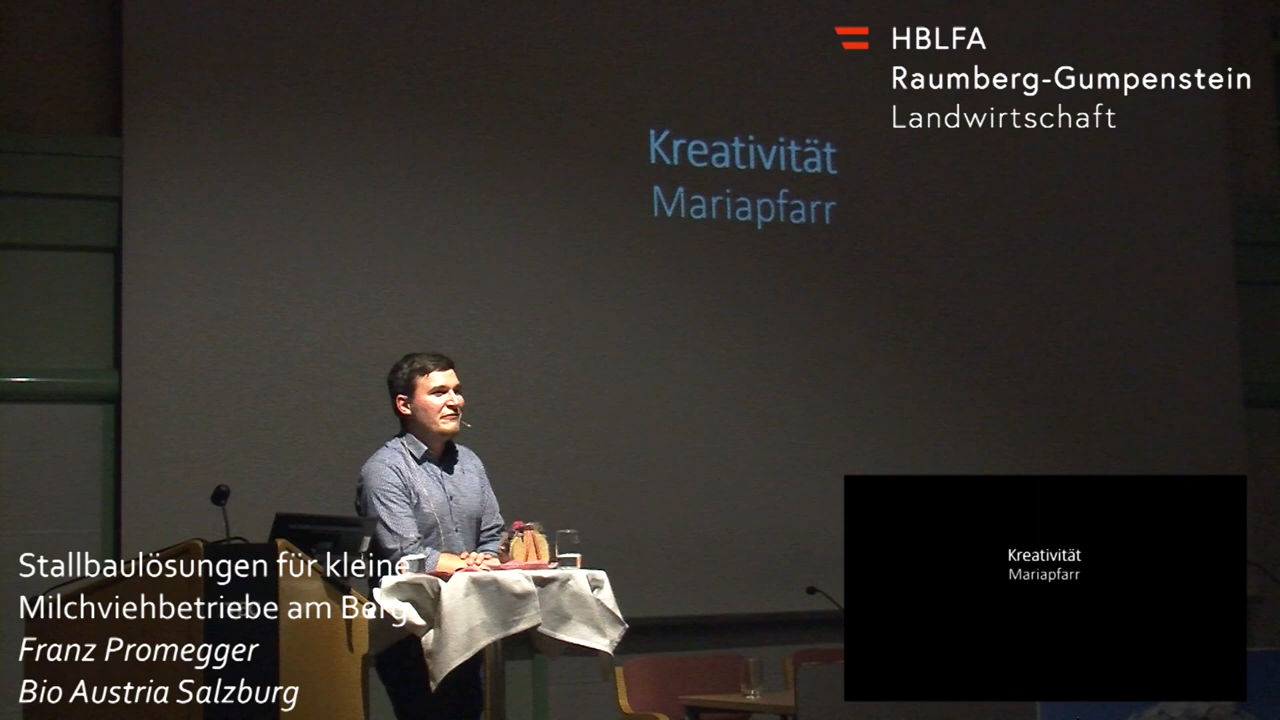 HBLFA
Raumberg-Gumpenstein
Landwirtschaft
Kreativität
Mariapfarr
Kreativität
Mariapfarr
Stallbaulösungen für kleine
Milchviehbetriebe am Berg
Franz Promegger
Bio Austria Salzburg